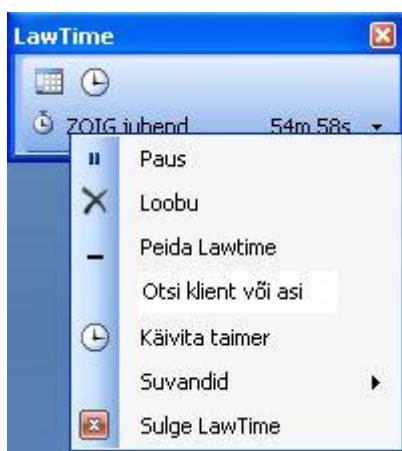 LawTime
ZOIG juhend 54m 58s
Paus
Loobu
Peida Lawtime
Otsi klient või asi
Käivita taimer
Suvandid
Sulge LawTime